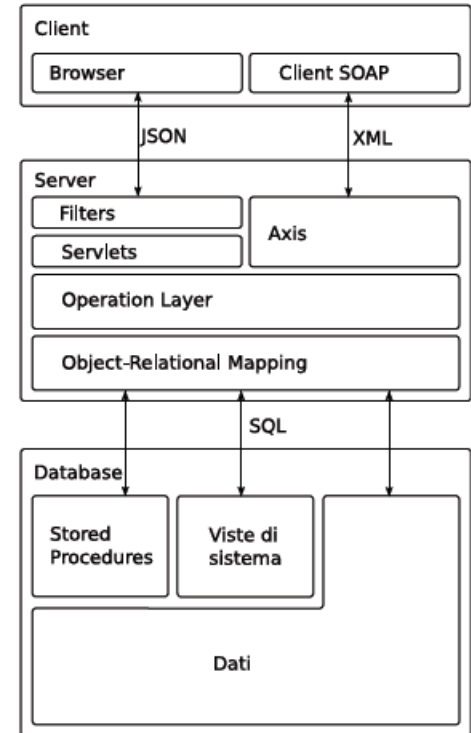 Client
Browser
Client SOAP
JSON
XML
Server
Filters
Axis
Servlets
Operation Layer
Object-Relational Mapping
SQL
Database
Stored
Procedures
Viste di
sistema
Dati